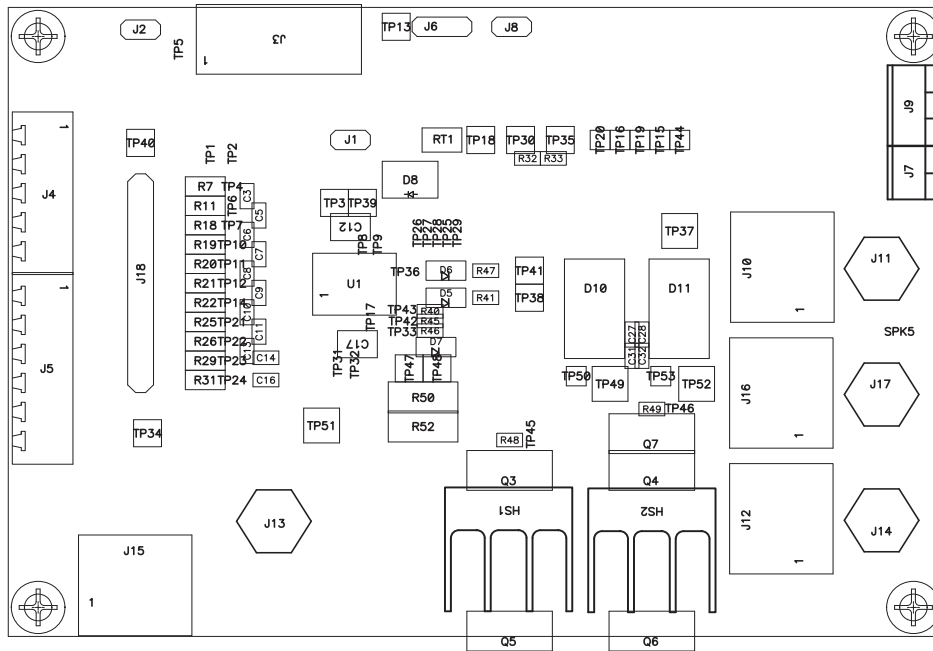 J2
TP5
J3
1
TP13
J6
J8
J9
J7
1
J4
TP40
TP1
TP2
J1
RT1
TP18
TP30
TP35
R32
R33
TP20
TP16
TP19
TP15
TP44
D8
R7
TP4
C3
R11
TP6
C5
R18
TP7
C6
R19
TP10
C7
R20
TP11
C8
R21
TP12
C9
R22
TP14
C10
R25
TP21
C11
R26
TP22
C13
R29
TP23
C14
R31
TP24
C16
J18
TP3
TP39
C12
TP8
TP9
TP26
TP27
TP28
TP25
TP29
TP37
U1
1
TP36
D6
R47
D5
R41
TP41
TP38
TP43
R40
TP42
R45
TP33
R46
TP17
C17
D7
TP31
TP32
TP47
TP48
R50
R52
D10
D11
C27
C28
C31
C32
TP50
TP49
TP53
TP52
R49
TP46
J10
1
J11
SPK5
J16
1
J17
J12
1
J14
1
J5
TP34
TP51
R48
TP45
Q7
Q3
Q4
HS1
HS2
J13
J15
1
Q5
Q6